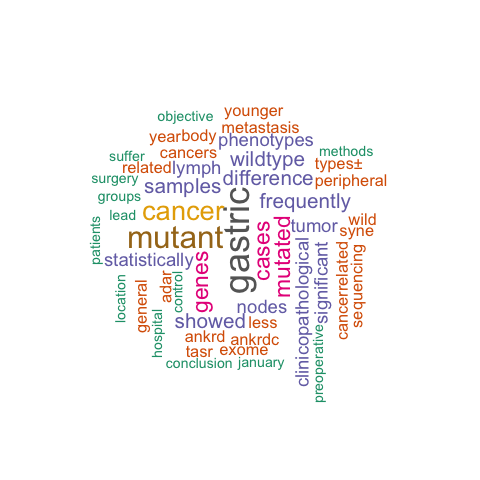 objective
younger
yearbody
metastasis
phenotypes
suffer
cancers
methods
related
lymph
wildtype
types±
surgery
samples
difference
peripheral
groups
cancer
frequently
lead
gastric
wild
patients
mutant
cases
mutated
tumor
syne
statistically
genes
clinicopathological
significant
cancerrelated
sequencing
location
general
adar
control
nodes
hospital
showed
less
ankrd
ankrdc
tasr
exome
preoperative
conclusion
january